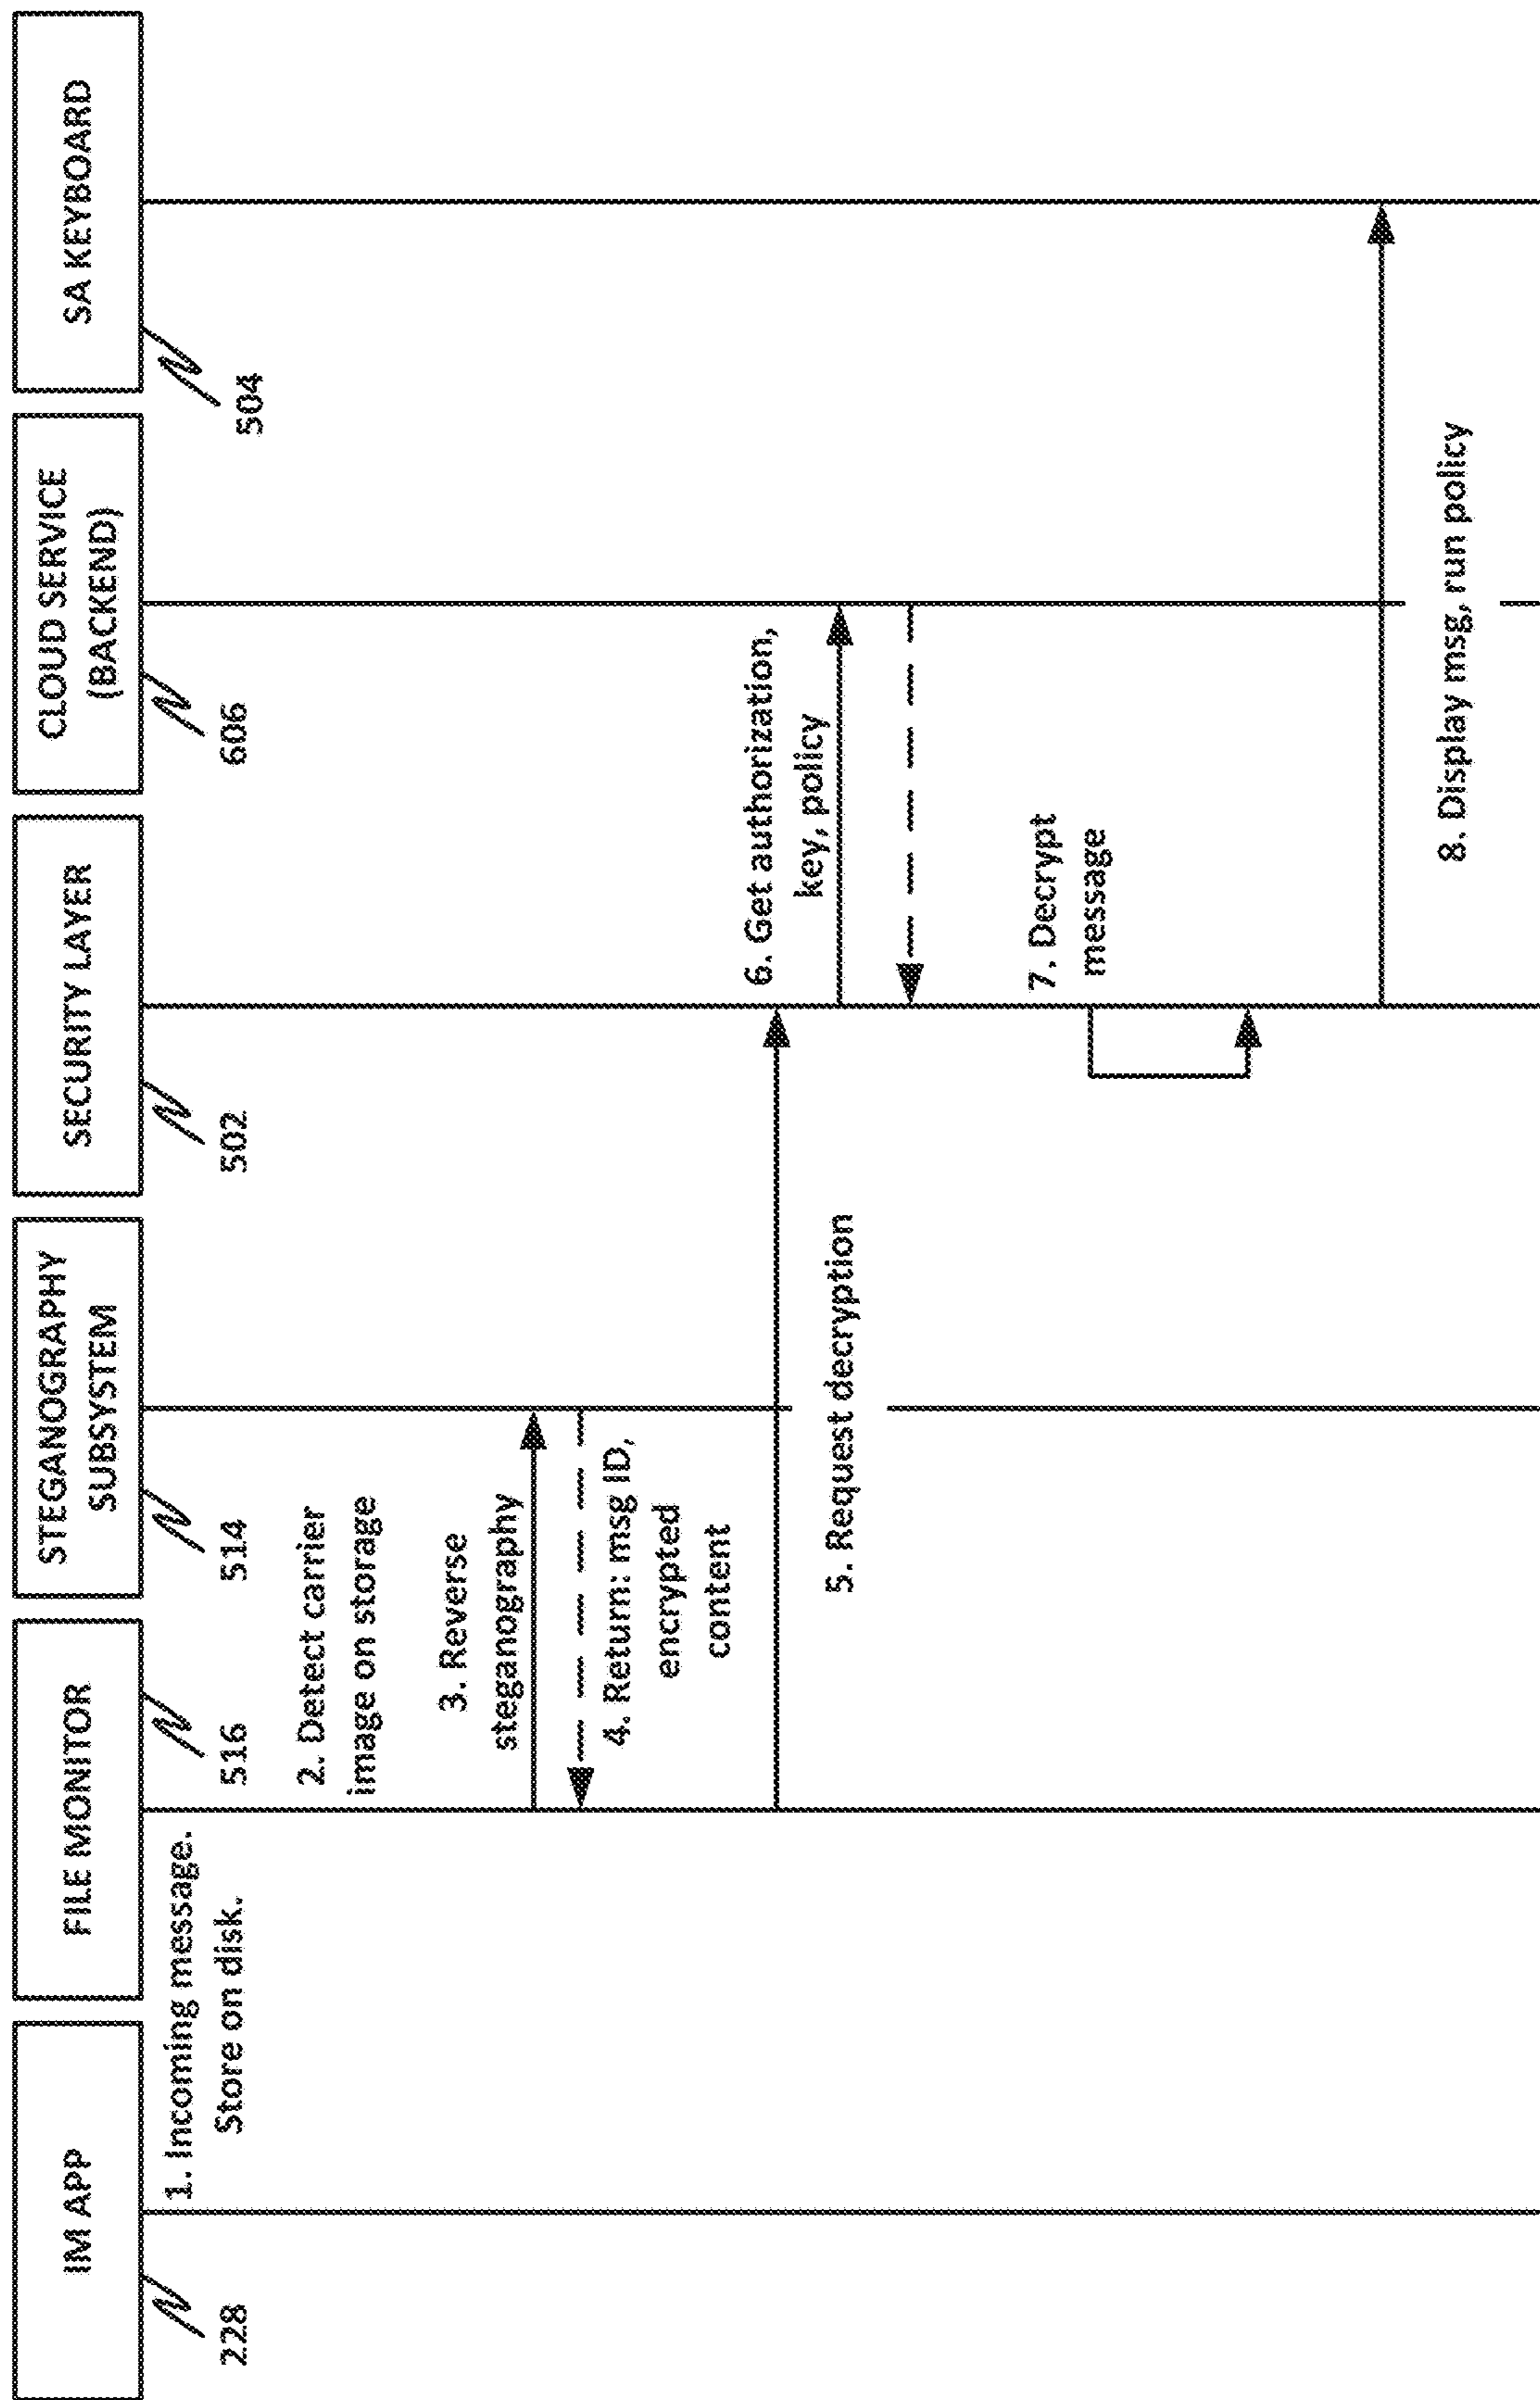 IM APP
228
FILE MONITOR
516
STEGANOGRAPHY
SUBSYSTEM
514
SECURITY LAYER
502
CLOUD SERVICE
(BACKEND)
606
SA KEYBOARD
504
1. Incoming message.
Store on disk.
2. Detect carrier
image on storage
3. Reverse
steganography
4. Return: msg ID,
encrypted
content
5. Request decryption
6. Get authorization,
key, policy
7. Decrypt
message
8. Display msg, run policy